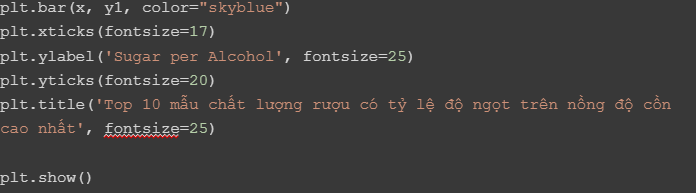 plt.bar(x, y1, color="skyblue")
plt.xticks(fontsize=17)
plt.ylabel('Sugar per Alcohol', fontsize=25)
plt.yticks(fontsize=20)
plt.title('Top 10 mẫu chất lượng rượu có tỷ lệ độ ngọt trên nồng độ cồn
cao nhất', fontsize=25)
plt.show()